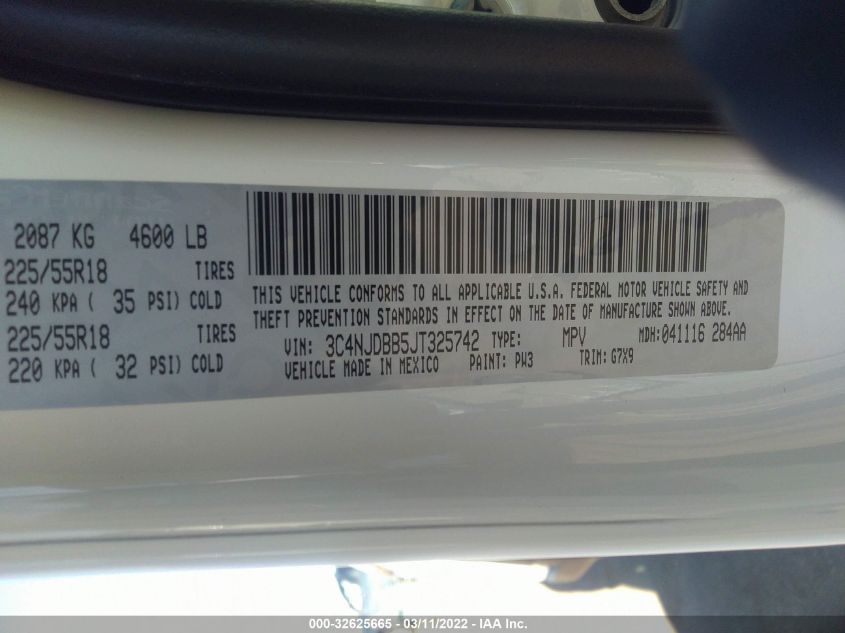 2087 KG 4600 LB
225/55R18 TIRES
240 KPA ( 35 PSI) COLD
225/55R18 TIRES
220 KPA ( 32 PSI) COLD
THIS VEHICLE CONFORMS TO ALL APPLICABLE U.S.A. FEDERAL MOTOR VEHICLE SAFETY AND
THEFT PREVENTION STANDARDS IN EFFECT ON THE DATE OF MANUFACTURE SHOWN ABOVE.
VIN: 3C4NJDBB5JT325742 TYPE: MPV MDH:041116 284AA
VEHICLE MADE IN MEXICO PAINT: PW3 TRIM: G7X9
000-32625665 - 03/11/2022 - IAA Inc.